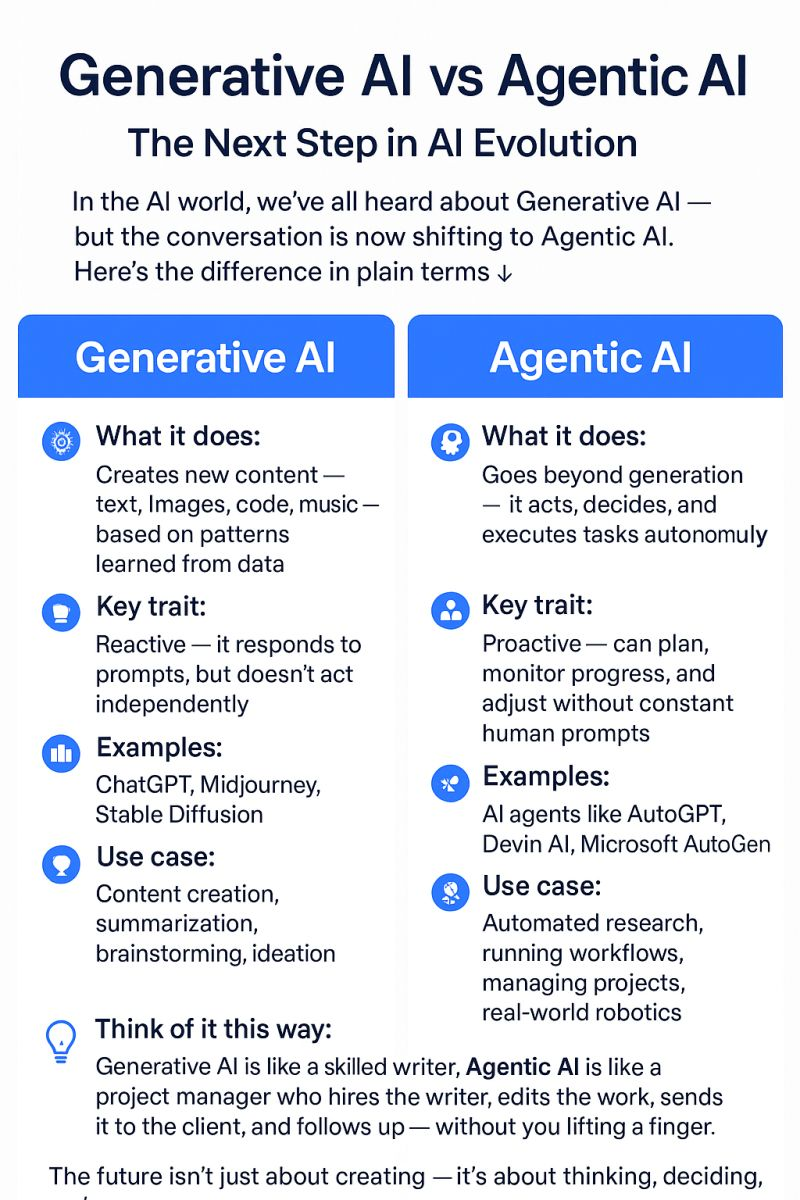 Generative AI vs Agentic AI
The Next Step in AI Evolution
In the AI world, we’ve all heard about Generative AI —
but the conversation is now shifting to Agentic AI.
Here’s the difference in plain terms ↓
Generative AI
What it does:
Creates new content —
text, Images, code, music —
based on patterns
learned from data
Key trait:
Reactive — it responds to
prompts, but doesn’t act
independently
Examples:
ChatGPT, Midjourney,
Stable Diffusion
Use case:
Content creation,
summarization,
brainstorming, ideation
Agentic AI
What it does:
Goes beyond generation
— it acts, decides, and
executes tasks autonomuly
Key trait:
Proactive — can plan,
monitor progress, and
adjust without constant
human prompts
Examples:
AI agents like AutoGPT,
Devin AI, Microsoft AutoGen
Use case:
Automated research,
running workflows,
managing projects,
real-world robotics
Think of it this way:
Generative AI is like a skilled writer, Agentic AI is like a
project manager who hires the writer, edits the work, sends
it to the client, and follows up — without you lifting a finger.
The future isn’t just about creating — it’s about thinking, deciding,